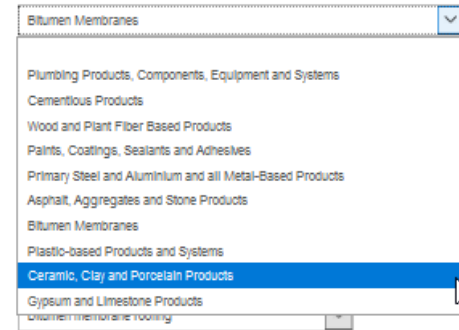 Bitumen Membranes
Plumbing Products, Components, Equipment and Systems
Cementious Products
Wood and Plant Fiber Based Products
Paints, Coatings, Sealants and Adhesives
Primary Steel and Aluminium and all Metal-Based Products
Asphalt, Aggregates and Stone Products
Bitumen Membranes
Plastic-based Products and Systems
Ceramic, Clay and Porcelain Products
Gypsum and Limestone Products
Bitumen membrane roofing